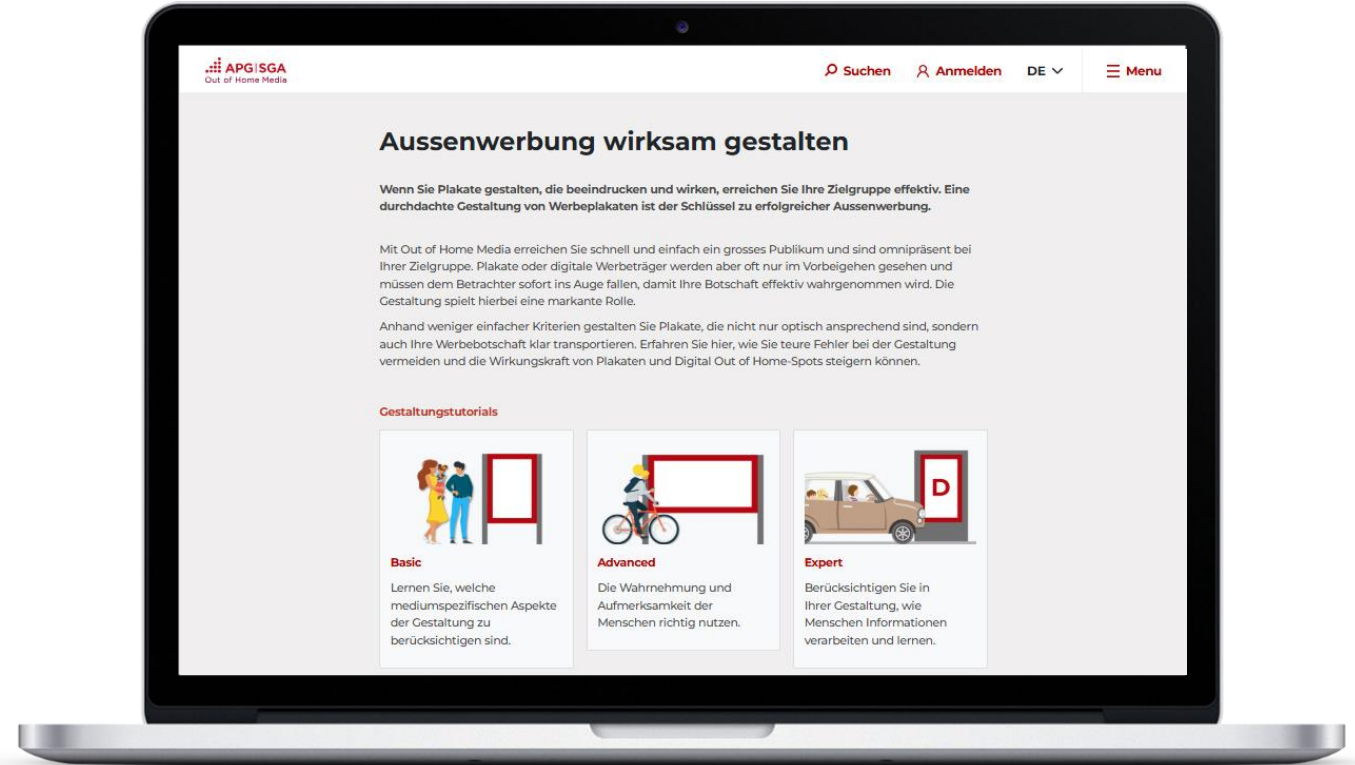 APG|SGA
Out of Home Media
Suchen
Anmelden
DE
Menu
Aussenwerbung wirksam gestalten
Wenn Sie Plakate gestalten, die beeindrucken und wirken, erreichen Sie Ihre Zielgruppe effektiv. Eine
durchdachte Gestaltung von Werbeplakaten ist der Schlüssel zu erfolgreicher Aussenwerbung.
Mit Out of Home Media erreichen Sie schnell und einfach ein grosses Publikum und sind omnipräsent bei
Ihrer Zielgruppe. Plakate oder digitale Werbeträger werden aber oft nur im Vorbeigehen gesehen und
müssen dem Betrachter sofort ins Auge fallen, damit Ihre Botschaft effektiv wahrgenommen wird. Die
Gestaltung spielt hierbei eine markante Rolle.
Anhand weniger einfacher Kriterien gestalten Sie Plakate, die nicht nur optisch ansprechend sind, sondern
auch Ihre Werbebotschaft klar transportieren. Erfahren Sie hier, wie Sie teure Fehler bei der Gestaltung
vermeiden und die Wirkungskraft von Plakaten und Digital Out of Home-Spots steigern können.
Gestaltungstutorials
Basic
Lernen Sie, welche
mediumspezifischen Aspekte
der Gestaltung zu
berücksichtigen sind.
Advanced
Die Wahrnehmung und
Aufmerksamkeit der
Menschen richtig nutzen.
D
Expert
Berücksichtigen Sie in
Ihrer Gestaltung, wie
Menschen Informationen
verarbeiten und lernen.